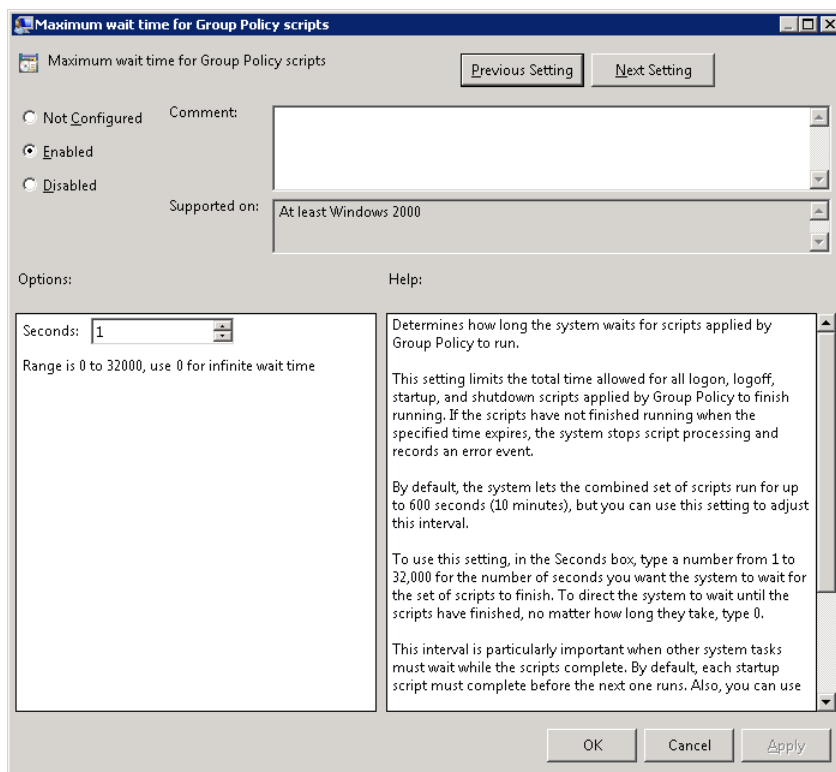 Maximum wait time for Group Policy scripts
Maximum wait time for Group Policy scripts
Previous Setting
Next Setting
Not Configured
Comment:
Enabled
Disabled
Supported on:
At least Windows 2000
Options:
Help:
Seconds: 1
Range is 0 to 32000, use 0 for infinite wait time
Determines how long the system waits for scripts applied by
Group Policy to run.
This setting limits the total time allowed for all logon, logoff,
startup, and shutdown scripts applied by Group Policy to finish
running. If the scripts have not finished running when the
specified time expires, the system stops script processing and
records an error event.
By default, the system lets the combined set of scripts run for up
to 600 seconds (10 minutes), but you can use this setting to adjust
this interval.
To use this setting, in the Seconds box, type a number from 1 to
32,000 for the number of seconds you want the system to wait for
the set of scripts to finish. To direct the system to wait until the
scripts have finished, no matter how long they take, type 0.
This interval is particularly important when other system tasks
must wait while the scripts complete. By default, each startup
script must complete before the next one runs. Also, you can use
OK
Cancel
Apply